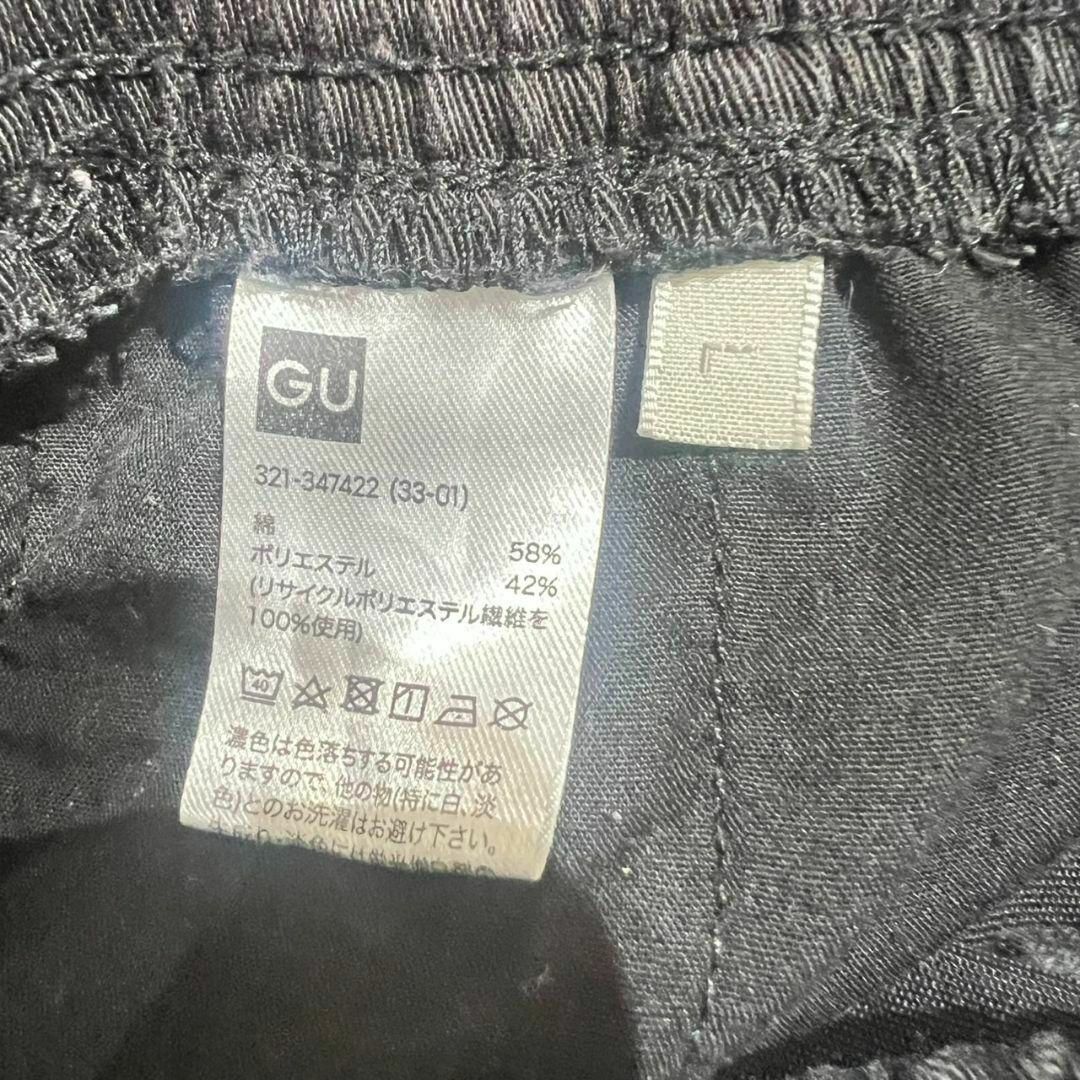 GU
L
321-347422 (33-01)
綿 58%
ポリエステル 42%
(リサイクルポリエステル繊維を
100%使用)
40
濃色は色落ちする可能性があ
りますので、他の物(特に白、淡
色)とのお洗濯はお避け下さい。